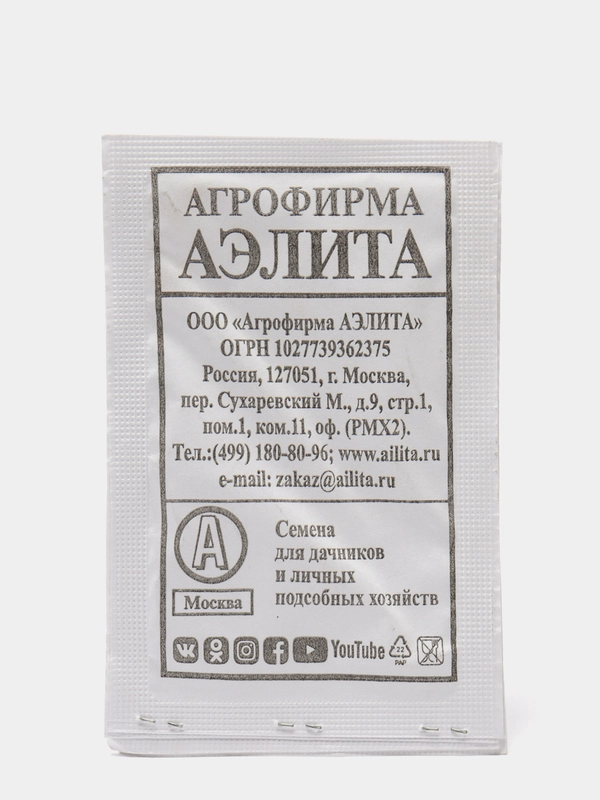 АГРОФИРМА
АЭЛИТА
ООО «Агрофирма АЭЛИТА»
ОГРН 1027739362375
Россия, 127051, г. Москва,
пер. Сухаревский М., д.9, стр.1,
пом.1, ком.11, оф. (РМХ2).
Тел.:(499) 180-80-96; www.ailita.ru
e-mail: zakaz@ailita.ru
А
Москва
Семена
для дачников
и личных
подсобных хозяйств
YouTube
22
PAP